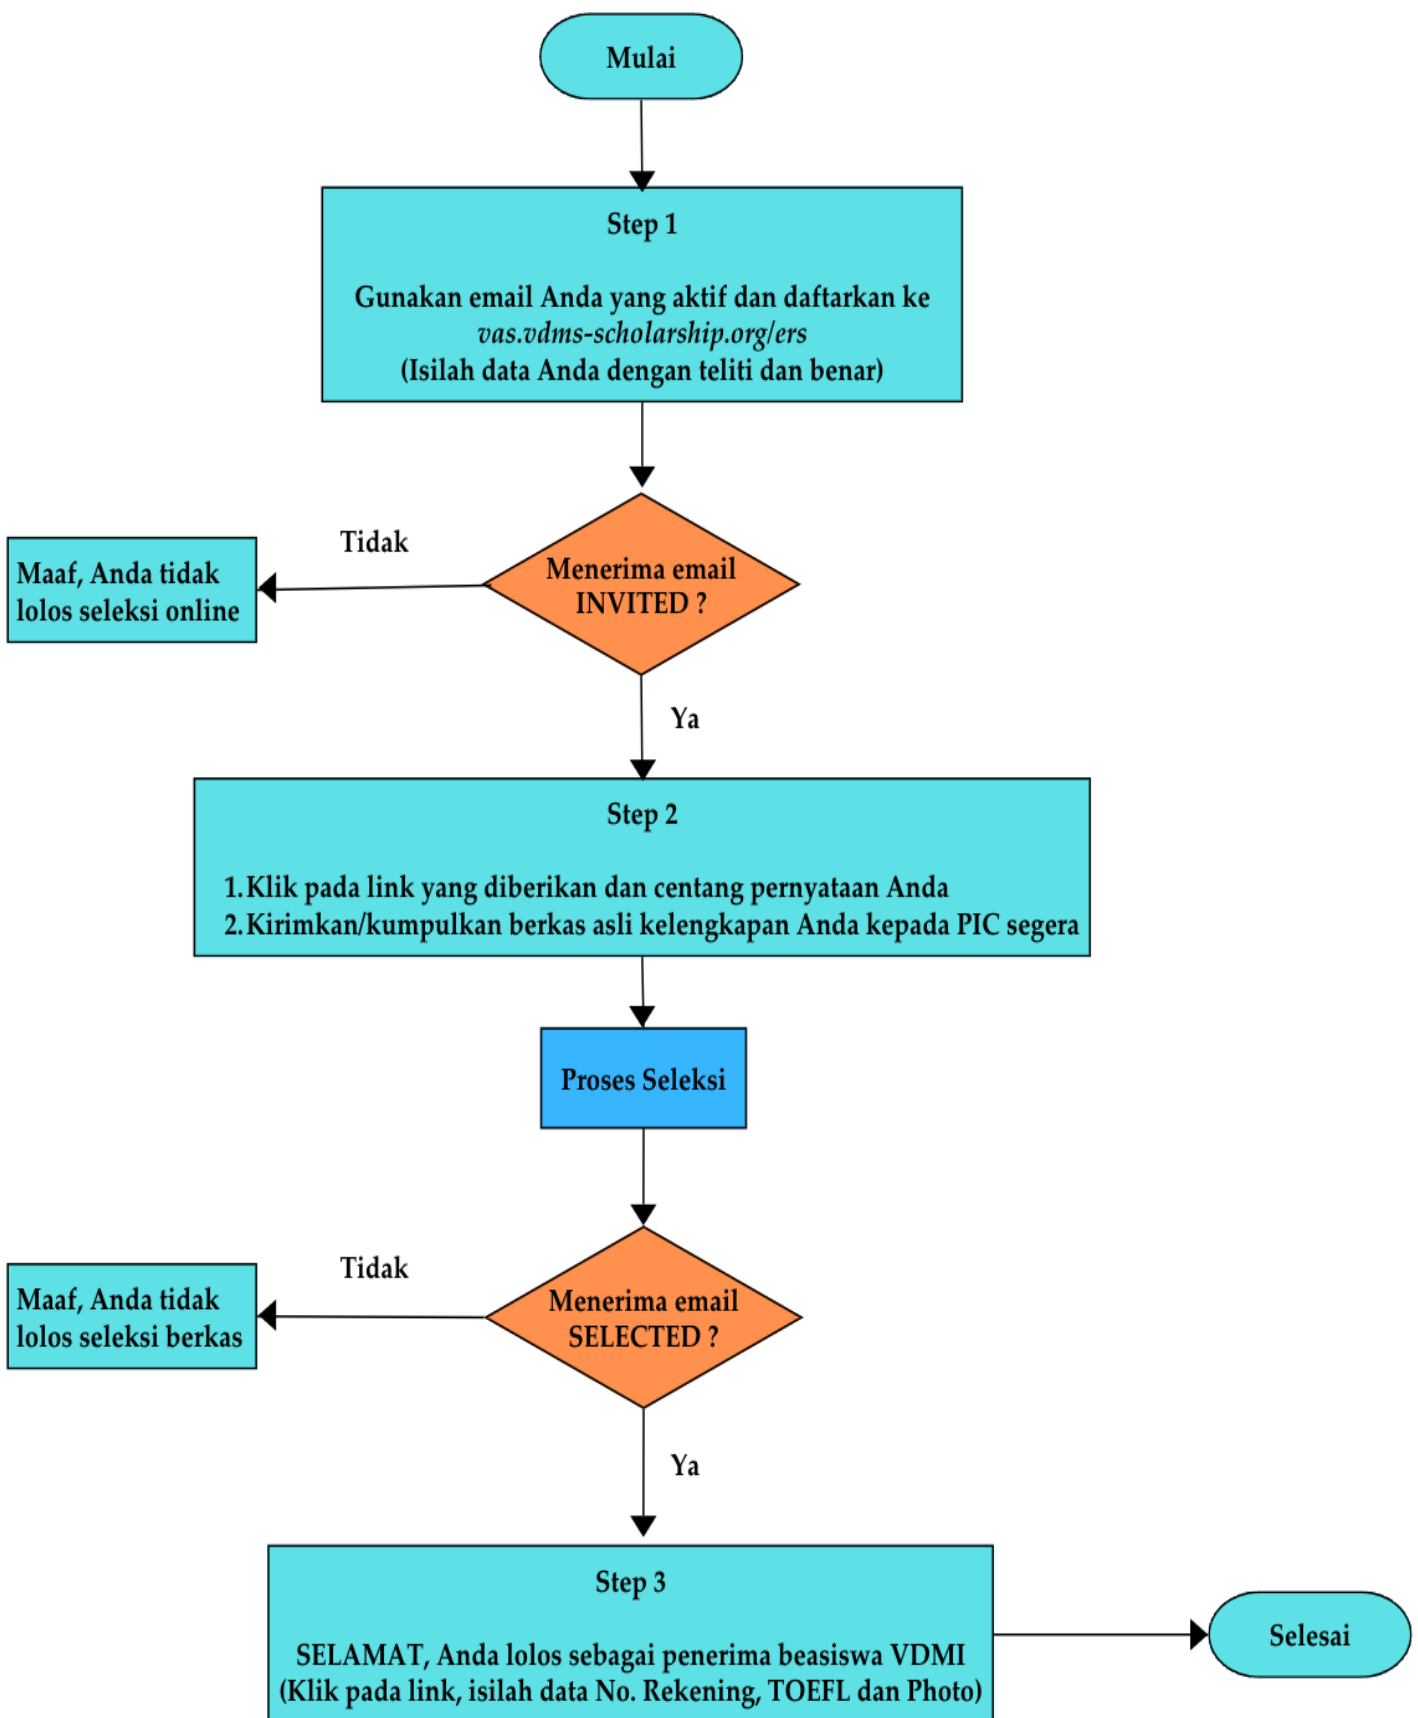 Mulai
Step 1
Gunakan email Anda yang aktif dan daftarkan ke
vas.vdms-scholarship.org/ers
(Isilah data Anda dengan teliti dan benar)
Tidak
Menerima email
INVITED ?
Maaf, Anda tidak
lolos seleksi online
Ya
Step 2
1. Klik pada link yang diberikan dan centang pernyataan Anda
2. Kirimkan/kumpulkan berkas asli kelengkapan Anda kepada PIC segera
Proses Seleksi
Tidak
Menerima email
SELECTED ?
Maaf, Anda tidak
lolos seleksi berkas
Ya
Step 3
SELAMAT, Anda lolos sebagai penerima beasiswa VDMI
(Klik pada link, isilah data No. Rekening, TOEFL dan Photo)
Selesai